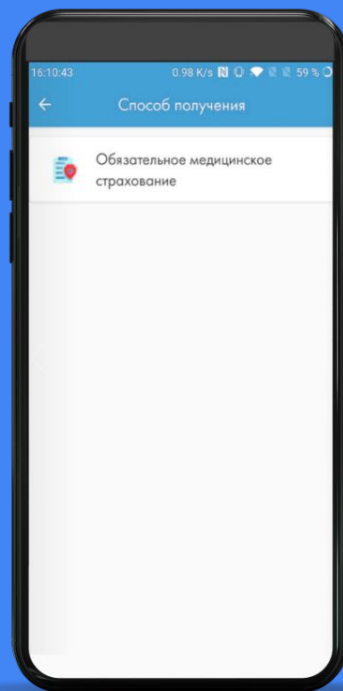 16:10:43 0.98 K/s 59 %
Способ получения
Обязательное медицинское
страхование